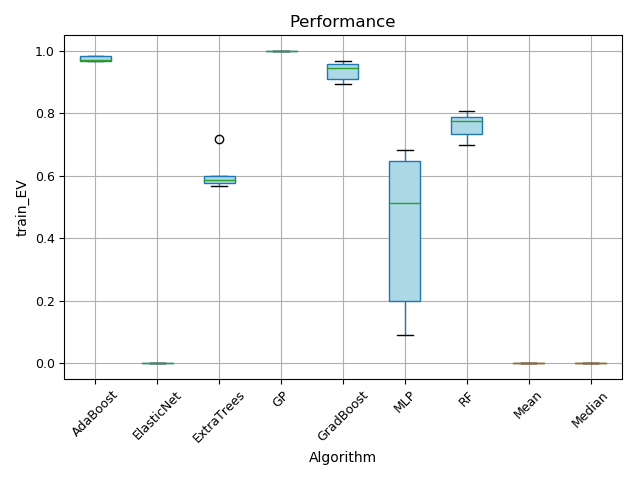 Performance
train_EV
1.0
0.8
0.6
0.4
0.2
0.0
AdaBoost
ElasticNet
ExtraTrees
GP
GradBoost
MLP
RF
Mean
Median
Algorithm